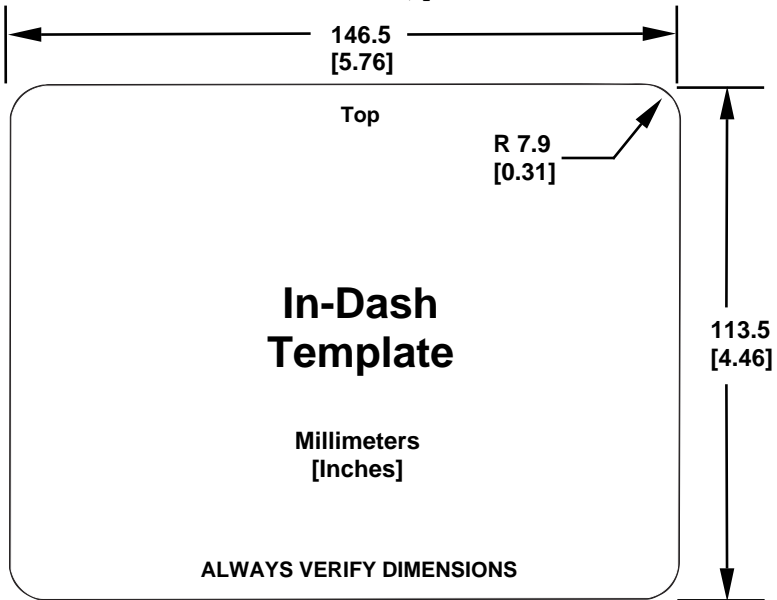 146.5
[5.76]
Top
R 7.9
[0.31]
In-Dash
Template
113.5
[4.46]
Millimeters
[Inches]
ALWAYS VERIFY DIMENSIONS